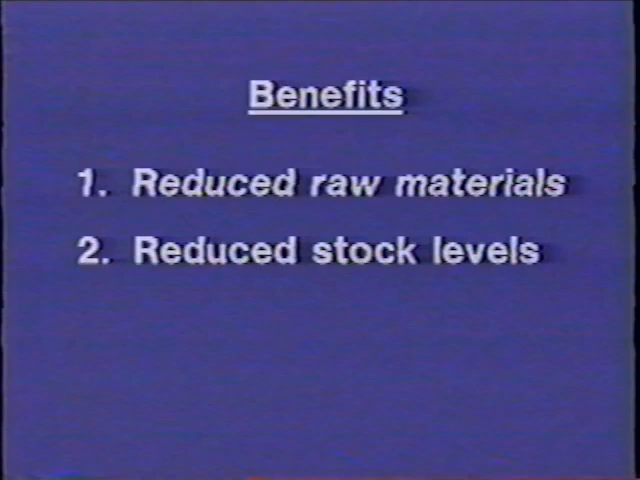 Benefits
1. Reduced raw materials
2. Reduced stock levels